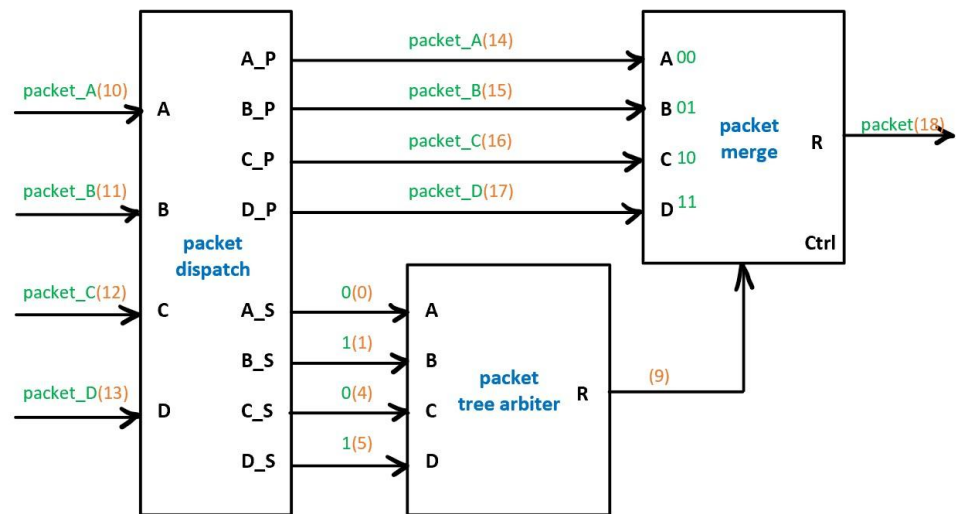 packet_A(10)
A
packet_B(11)
B
packet_C(12)
C
packet_D(13)
D
packet
dispatch
A_P
B_P
C_P
D_P
A_S
B_S
C_S
D_S
packet_A(14)
packet_B(15)
packet_C(16)
packet_D(17)
0(0)
1(1)
0(4)
1(5)
A
B
C
D
packet
tree arbiter
R
(9)
A 00
B 01
C 10
D 11
packet
merge
R
Ctrl
packet(18)